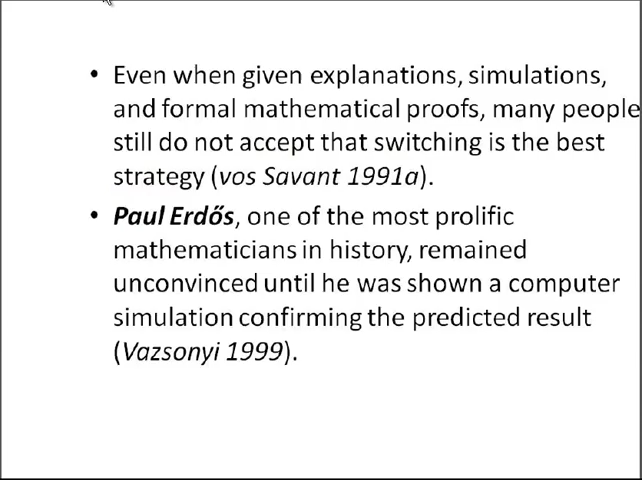 • Even when given explanations, simulations,
and formal mathematical proofs, many people
still do not accept that switching is the best
strategy (vos Savant 1991a).
• Paul Erdős, one of the most prolific
mathematicians in history, remained
unconvinced until he was shown a computer
simulation confirming the predicted result
(Vazsonyi 1999).